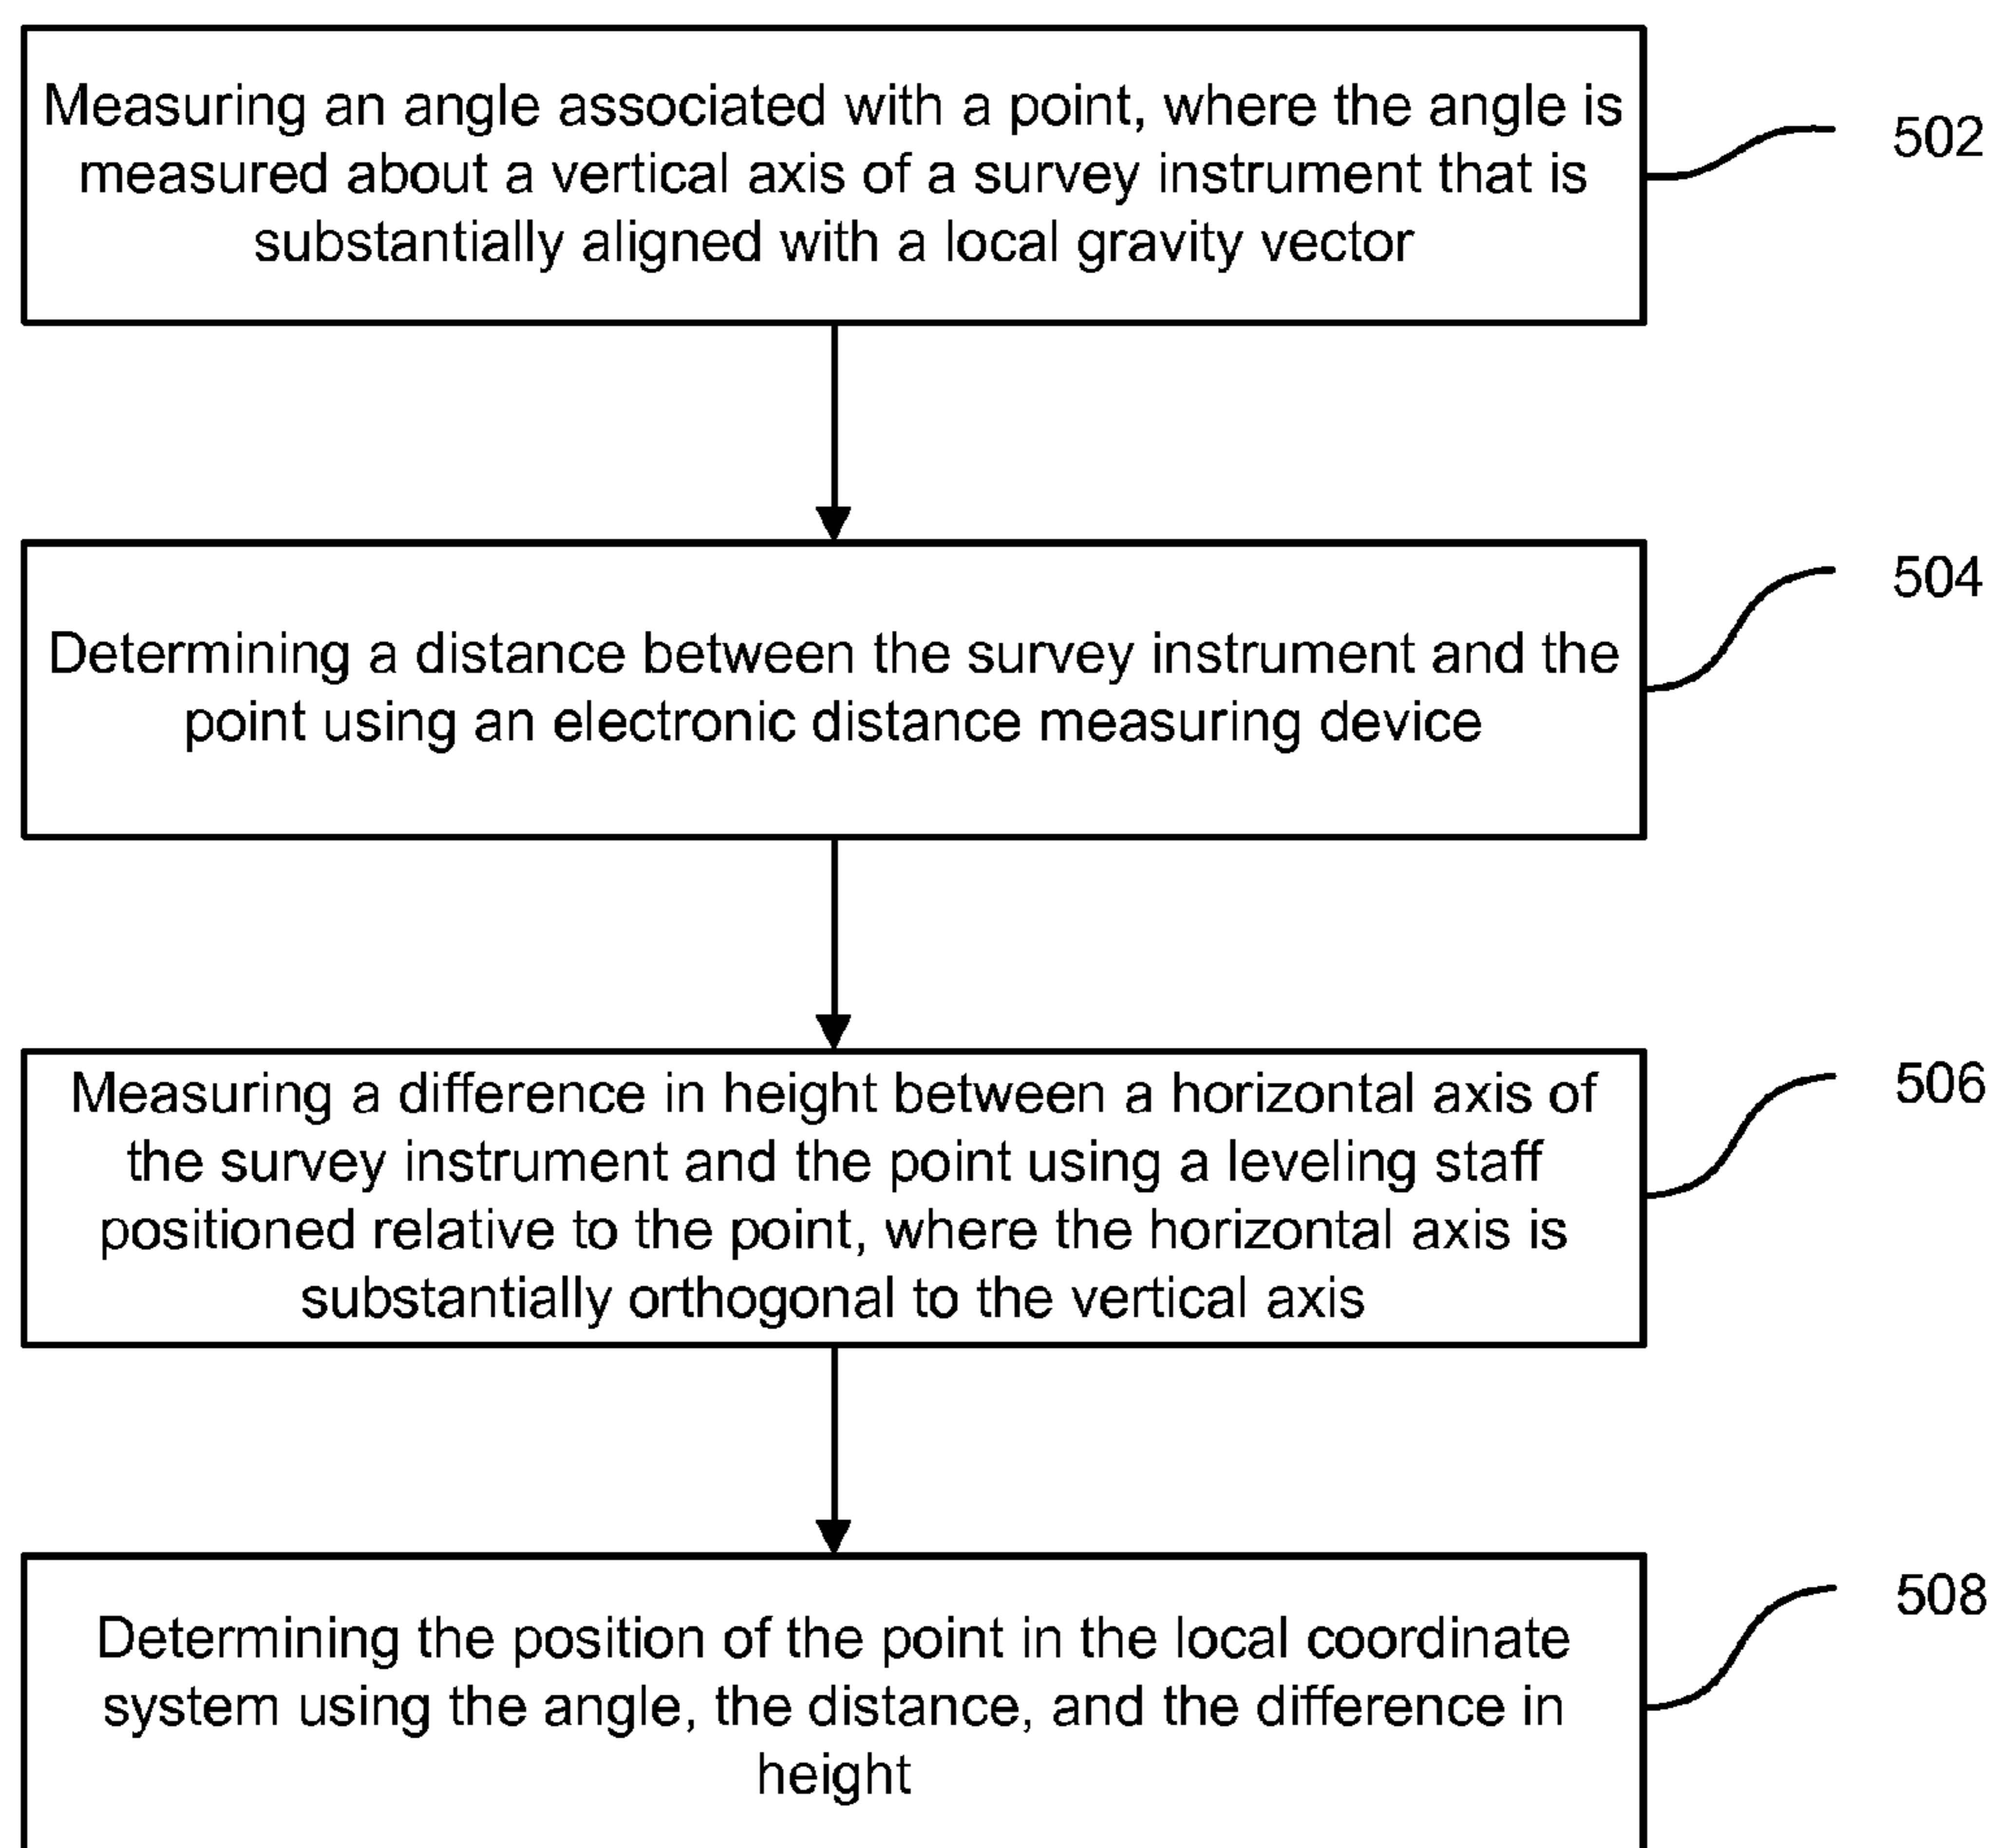 Measuring an angle associated with a point, where the angle is
measured about a vertical axis of a survey instrument that is
substantially aligned with a local gravity vector
502
Determining a distance between the survey instrument and the
point using an electronic distance measuring device
504
Measuring a difference in height between a horizontal axis of
the survey instrument and the point using a leveling staff
positioned relative to the point, where the horizontal axis is
substantially orthogonal to the vertical axis
506
Determining the position of the point in the local coordinate
system using the angle, the distance, and the difference in
height
508